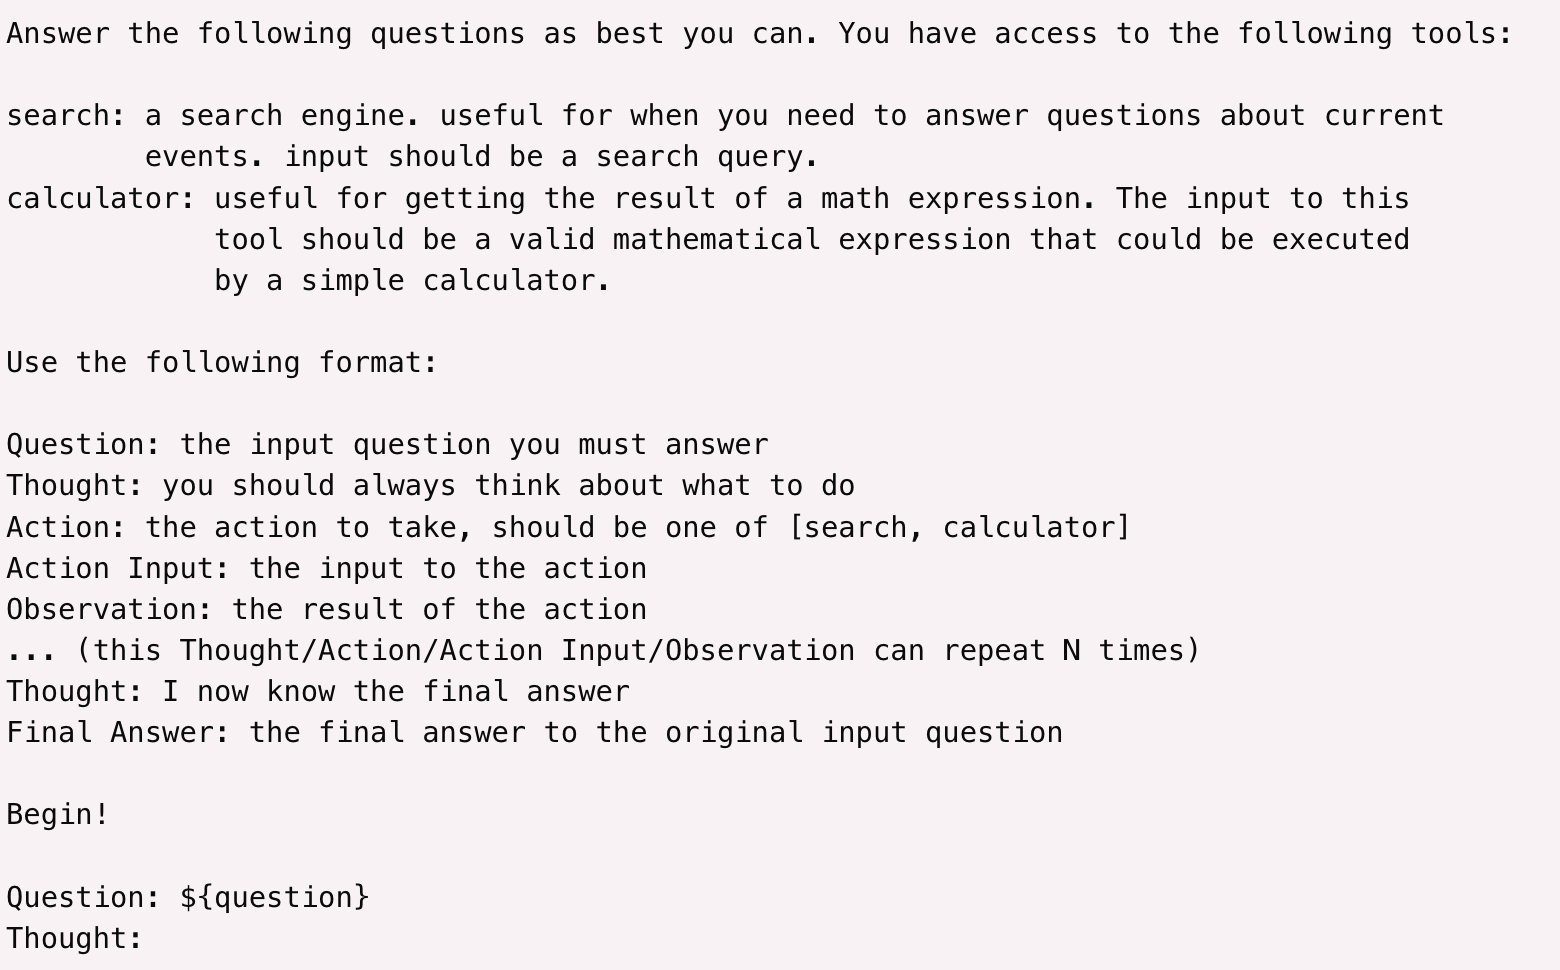 Answer the following questions as best you can. You have access to the following tools:
search: a search engine. useful for when you need to answer questions about current
events. input should be a search query.
calculator: useful for getting the result of a math expression. The input to this
tool should be a valid mathematical expression that could be executed
by a simple calculator.
Use the following format:
Question: the input question you must answer
Thought: you should always think about what to do
Action: the action to take, should be one of [search, calculator]
Action Input: the input to the action
Observation: the result of the action
... (this Thought/Action/Action Input/Observation can repeat N times)
Thought: I now know the final answer
Final Answer: the final answer to the original input question
Begin!
Question: ${question}
Thought: